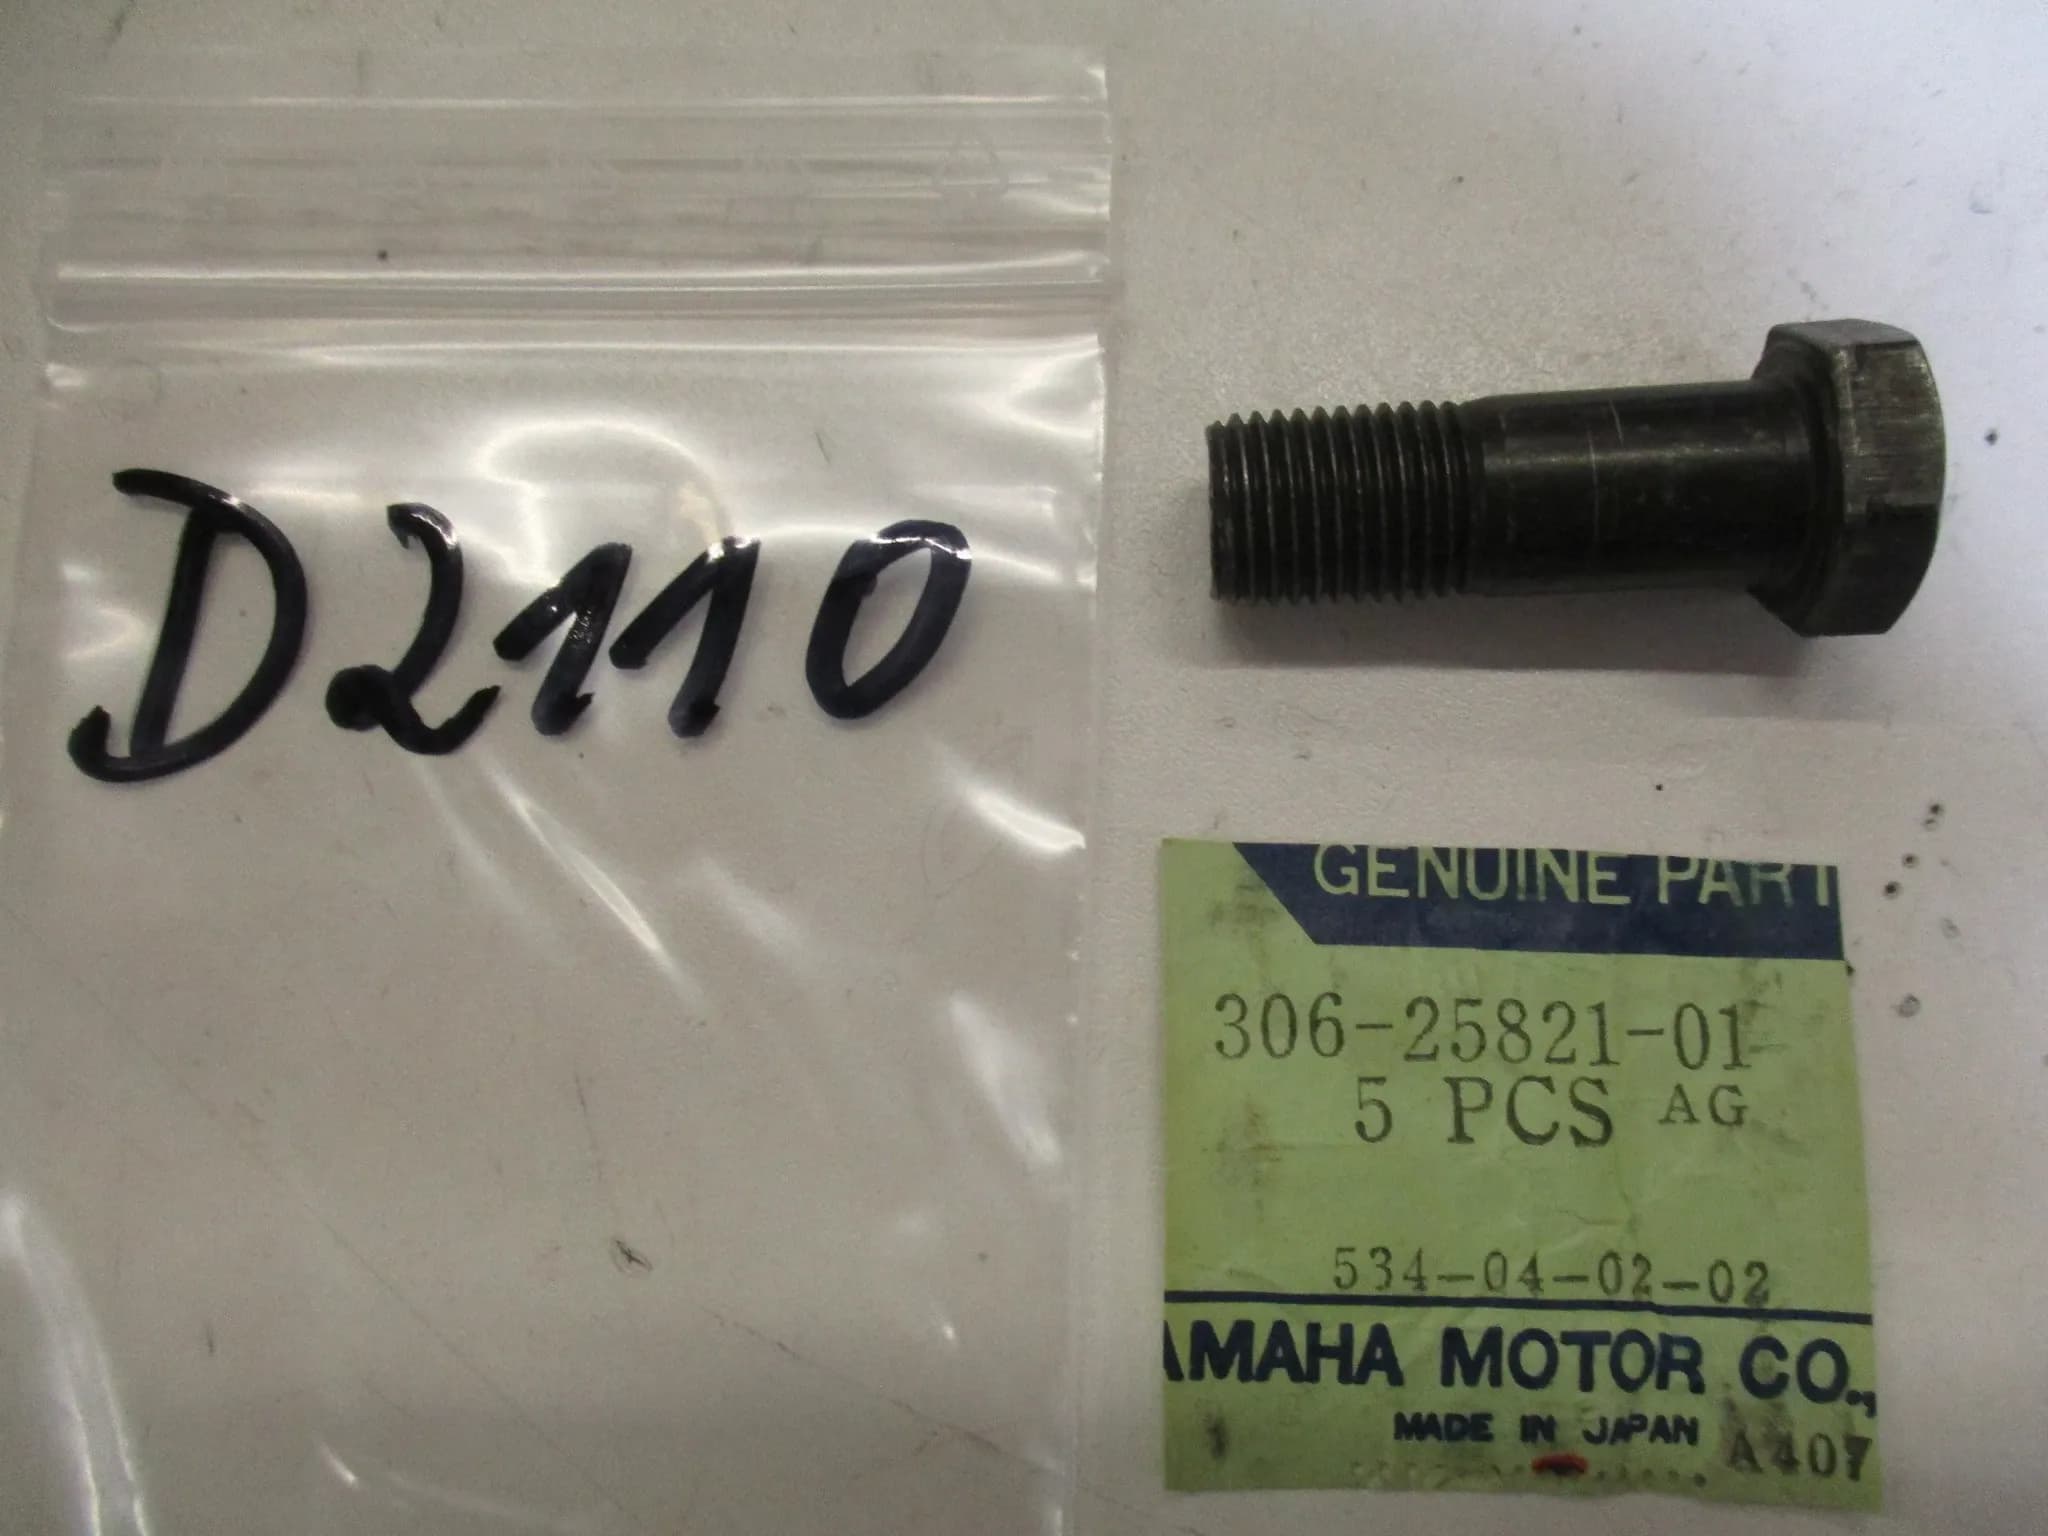 D2110
GENUINE PART
306-25821-01
5 PCS AG
534-04-02-02
AMAHA MOTOR CO.,
MADE IN JAPAN
A407